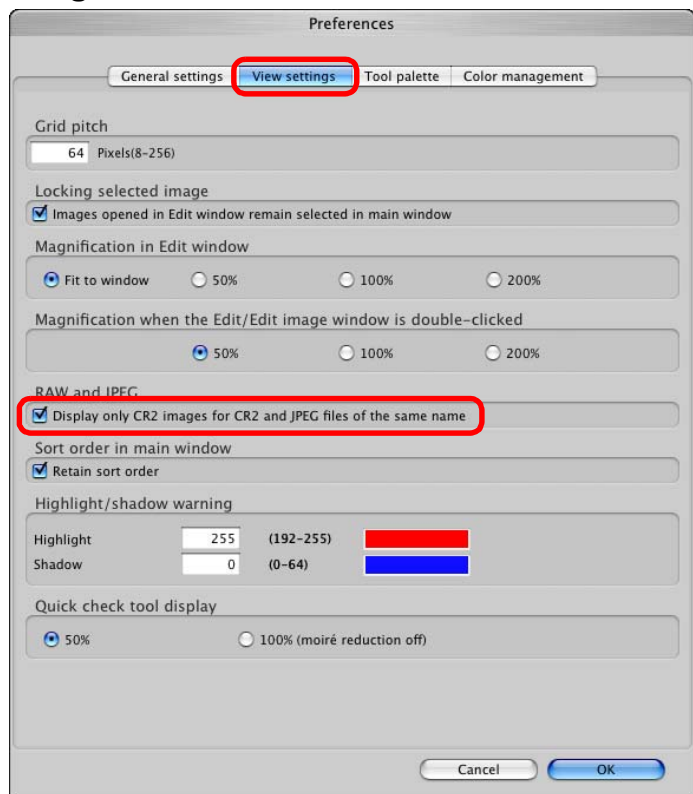 Preferences
General settings View settings Tool palette Color management
Grid pitch
64 Pixels(8-256)
Locking selected image
Images opened in Edit window remain selected in main window
Magnification in Edit window
Fit to window 50% 100% 200%
Magnification when the Edit/Edit image window is double-clicked
50% 100% 200%
RAW and JPEG
Display only CR2 images for CR2 and JPEG files of the same name
Sort order in main window
Retain sort order
Highlight/shadow warning
Highlight 255 (192-255)
Shadow 0 (0-64)
Quick check tool display
50% 100% (moiré reduction off)
Cancel OK